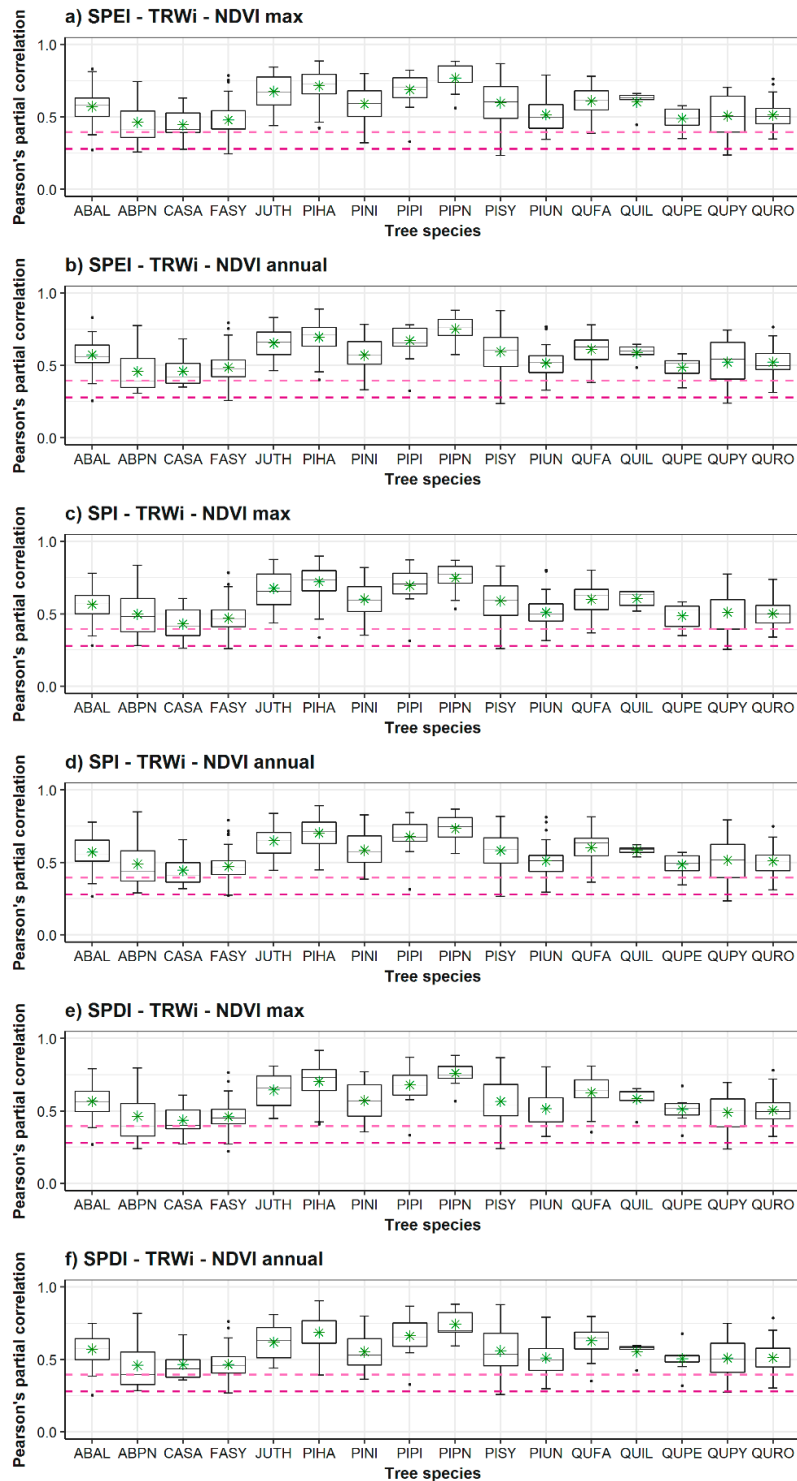 a) SPEI - TRWi - NDVI max
Pearson's partial correlation
1.0
0.5
0.0
ABAL ABPN CASA FASY JUTH PIHA PINI PIPI PIPN PISY PIUN QUFA QUIL QUPE QUPY QURO
Tree species
b) SPEI - TRWi - NDVI annual
Pearson's partial correlation
1.0
0.5
0.0
ABAL ABPN CASA FASY JUTH PIHA PINI PIPI PIPN PISY PIUN QUFA QUIL QUPE QUPY QURO
Tree species
c) SPI - TRWi - NDVI max
Pearson's partial correlation
1.0
0.5
0.0
ABAL ABPN CASA FASY JUTH PIHA PINI PIPI PIPN PISY PIUN QUFA QUIL QUPE QUPY QURO
Tree species
d) SPI - TRWi - NDVI annual
Pearson's partial correlation
1.0
0.5
0.0
ABAL ABPN CASA FASY JUTH PIHA PINI PIPI PIPN PISY PIUN QUFA QUIL QUPE QUPY QURO
Tree species
e) SPDI - TRWi - NDVI max
Pearson's partial correlation
1.0
0.5
0.0
ABAL ABPN CASA FASY JUTH PIHA PINI PIPI PIPN PISY PIUN QUFA QUIL QUPE QUPY QURO
Tree species
f) SPDI - TRWi - NDVI annual
Pearson's partial correlation
1.0
0.5
0.0
ABAL ABPN CASA FASY JUTH PIHA PINI PIPI PIPN PISY PIUN QUFA QUIL QUPE QUPY QURO
Tree species